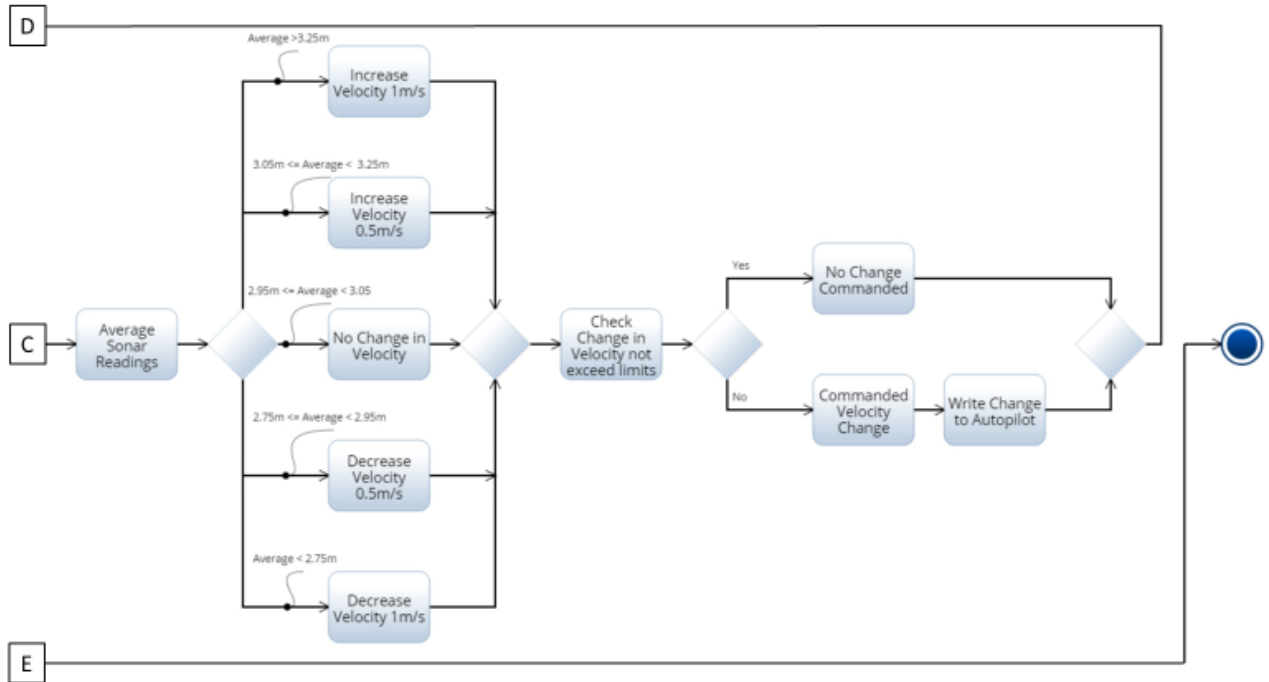 D
Average >3.25m
Increase
Velocity 1m/s
3.05m <= Average < 3.25m
Increase
Velocity
0.5m/s
2.95m <= Average < 3.05
C
Average
Sonar
Readings
No Change in
Velocity
Check
Change in
Velocity not
exceed limits
Yes
No Change
Commanded
No
Commanded
Velocity
Change
Write Change
to Autopilot
2.75m <= Average < 2.95m
Decrease
Velocity
0.5m/s
Average < 2.75m
Decrease
Velocity 1m/s
E